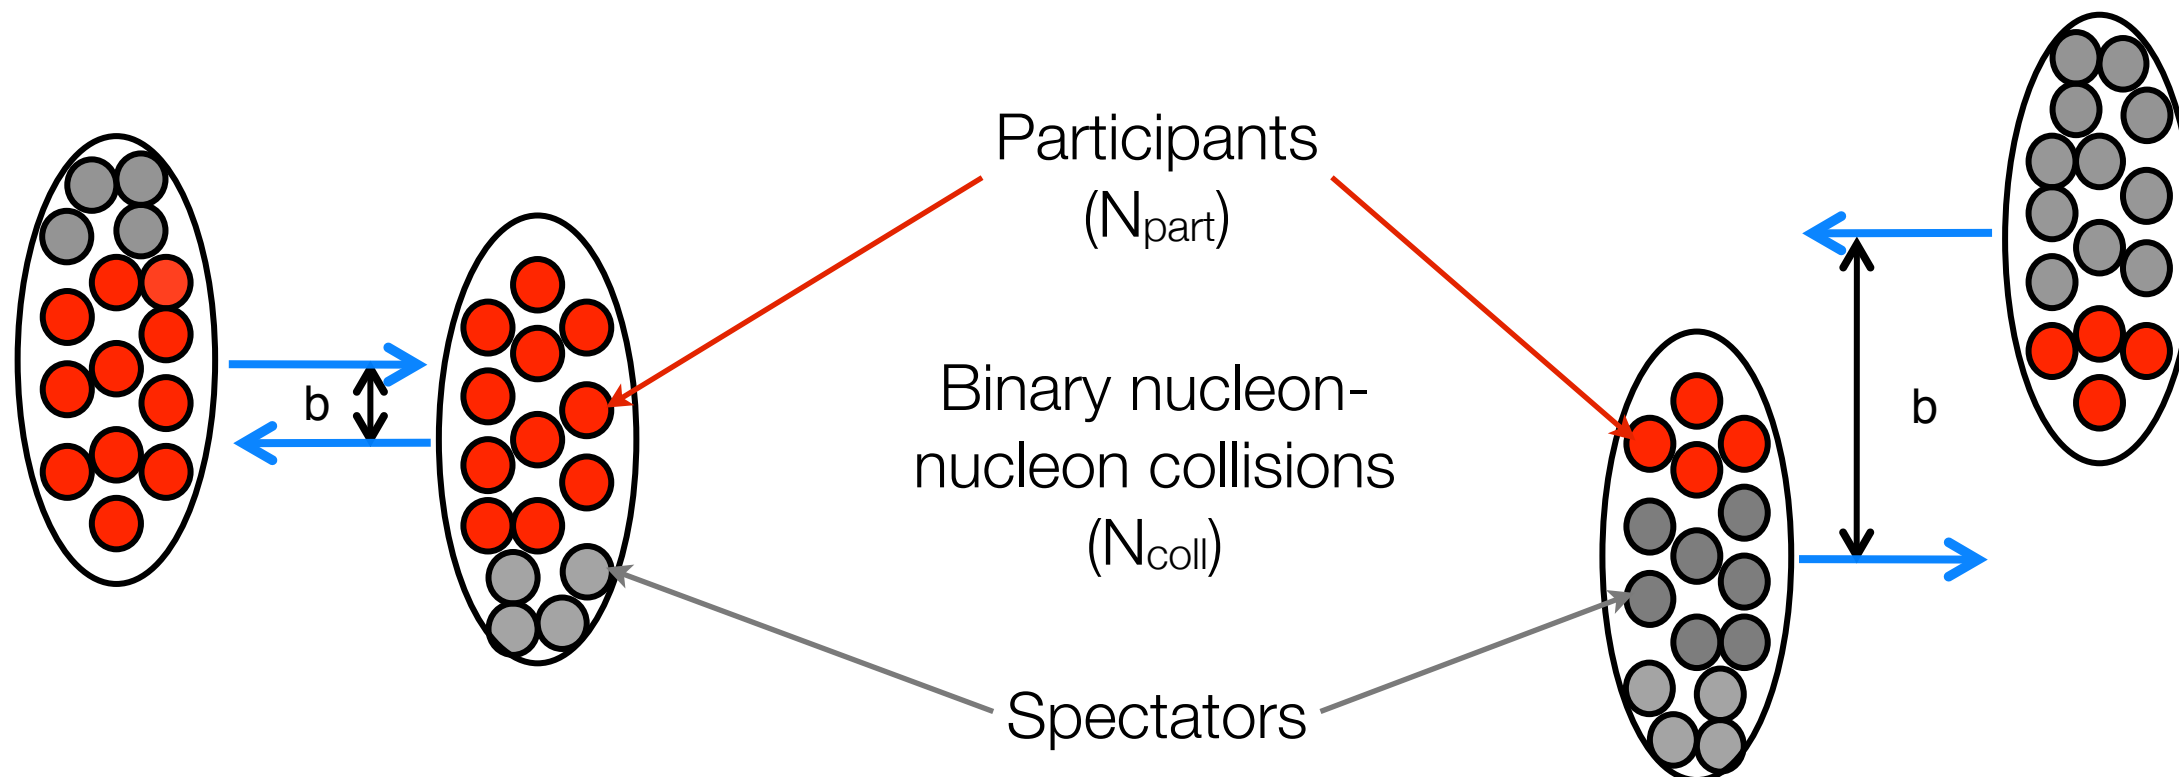 Participants
(Npart)
b
Binary nucleon-
nucleon collisions
(Ncoll)
b
Spectators